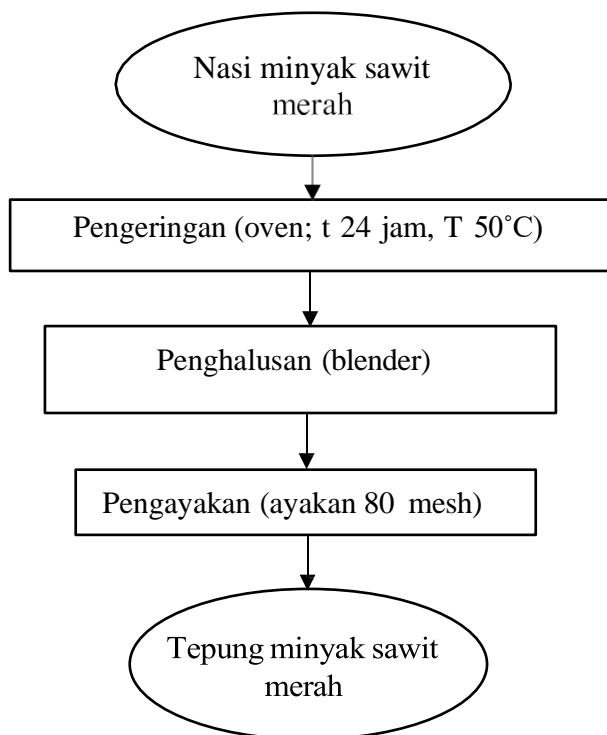 Nasi minyak sawit
merah
Pengeringan (oven; t 24 jam, T 50˚C)
Penghalusan (blender)
Pengayakan (ayakan 80 mesh)
Tepung minyak sawit
merah